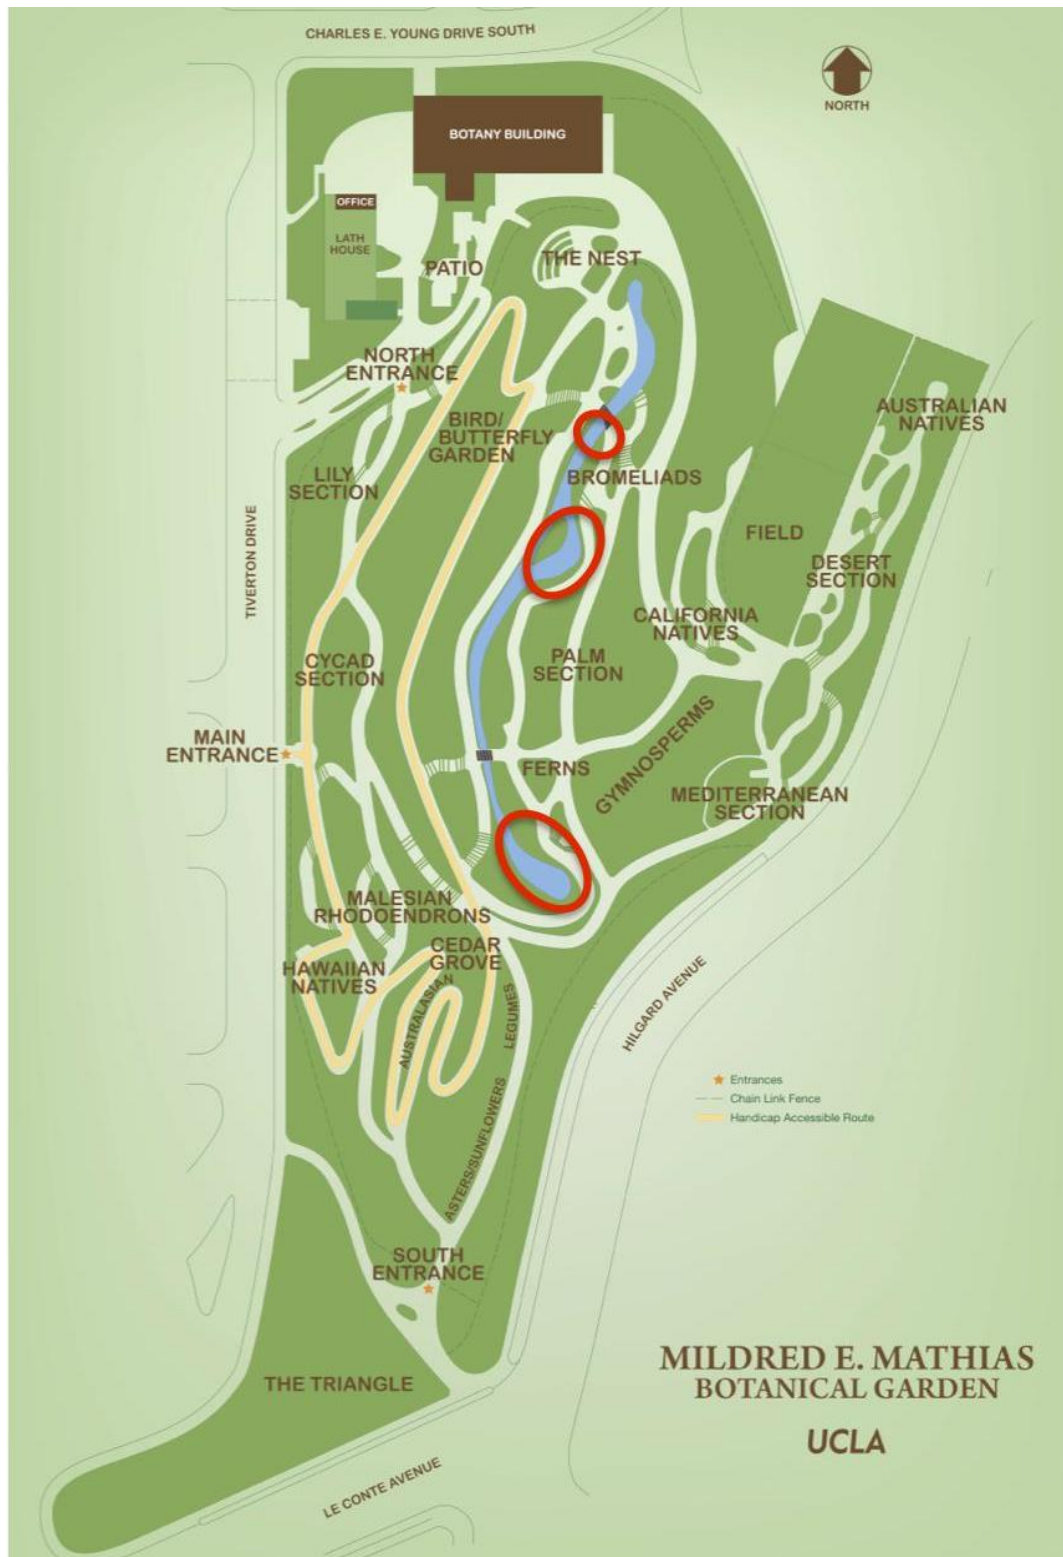 CHARLES E. YOUNG DRIVE SOUTH
NORTH
BOTANY BUILDING
OFFICE
LATH
HOUSE
PATIO
THE NEST
NORTH
ENTRANCE
BIRD/
BUTTERFLY
GARDEN
AUSTRALIAN
NATIVES
LILY
SECTION
BROMELIADS
TIVERTON DRIVE
FIELD
DESERT
SECTION
CALIFORNIA
NATIVES
CYCAD
SECTION
PALM
SECTION
MAIN
ENTRANCE
FERNS
GYMNOSPERMS
MEDITERRANEAN
SECTION
MALESIAN
RHODOENDRONS
CEDAR
GROVE
HAWAIIAN
NATIVES
AUSTRALASIAN
LEGUMES
HILGARD AVENUE
Entrances
Chain Link Fence
Handicap Accessible Route
ASTERS/SUNFLOWERS
SOUTH
ENTRANCE
THE TRIANGLE
MILDRED E. MATHIAS
BOTANICAL GARDEN
UCLA
LE CONTE AVENUE